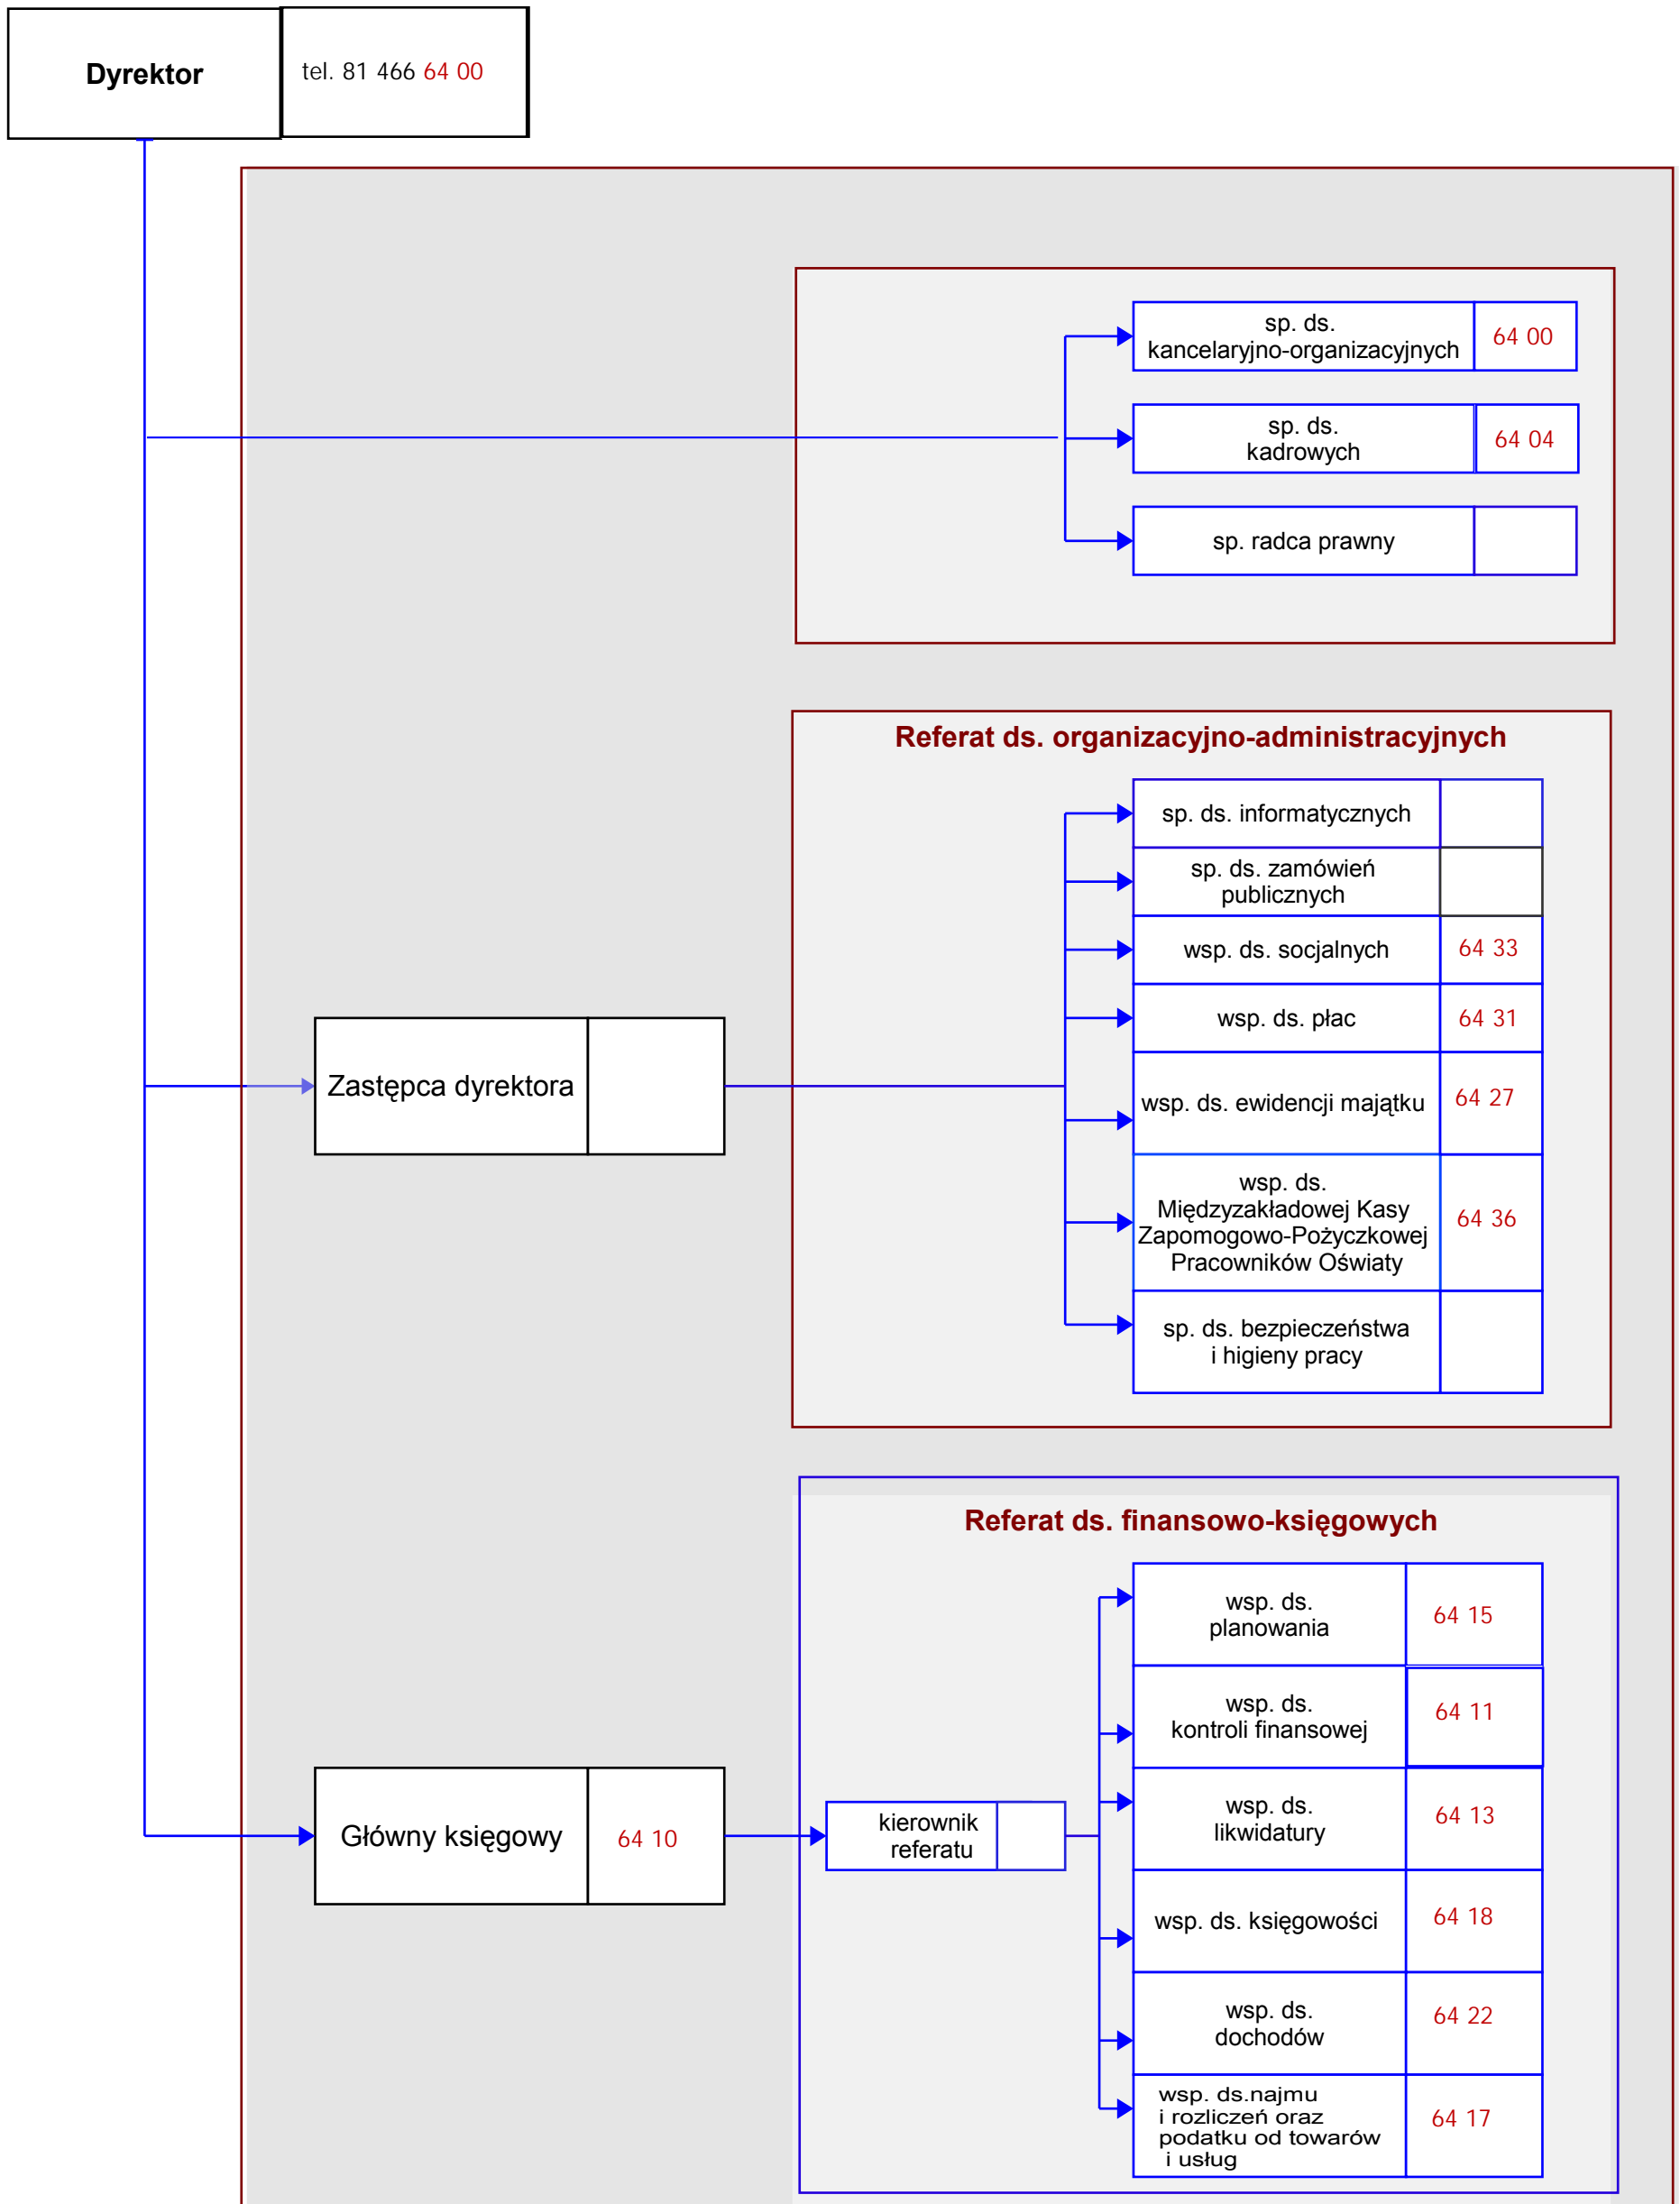 Dyrektor
tel. 81 466 64 00
sp. ds.
kancelaryjno-organizacyjnych
64 00
sp. ds.
kadrowych
64 04
sp. radca prawny
Referat ds. organizacyjno-administracyjnych
sp. ds. informatycznych
sp. ds. zamówień
publicznych
wsp. ds. socjalnych
64 33
wsp. ds. płac
64 31
Zastępca dyrektora
wsp. ds. ewidencji majątku
64 27
wsp. ds.
Międzyzakładowej Kasy
Zapomogowo-Pożyczkowej
Pracowników Oświaty
64 36
sp. ds. bezpieczeństwa
i higieny pracy
Referat ds. finansowo-księgowych
wsp. ds.
planowania
64 15
wsp. ds.
kontroli finansowej
64 11
Główny księgowy
64 10
kierownik
referatu
wsp. ds.
likwidatury
64 13
wsp. ds. księgowości
64 18
wsp. ds.
dochodów
64 22
wsp. ds.najmu
i rozliczeń oraz
podatku od towarów
i usług
64 17